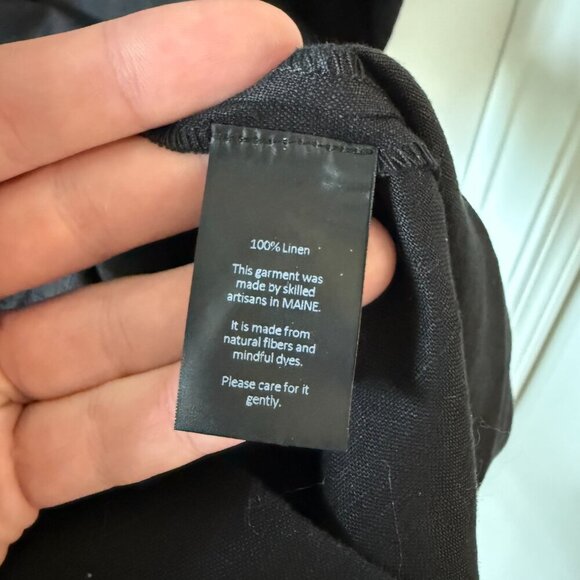 100% Linen
This garment was
made by skilled
artisans in MAINE.
It is made from
natural fibers and
mindful dyes.
Please care for it
gently.